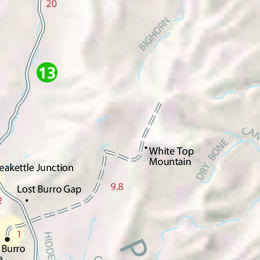 20
BIGHORN
13
CAN
White Top
Mountain
DRY BONE
eakettle Junction
9.8
Lost Burro Gap
2
HIDDE
1
Burro
P